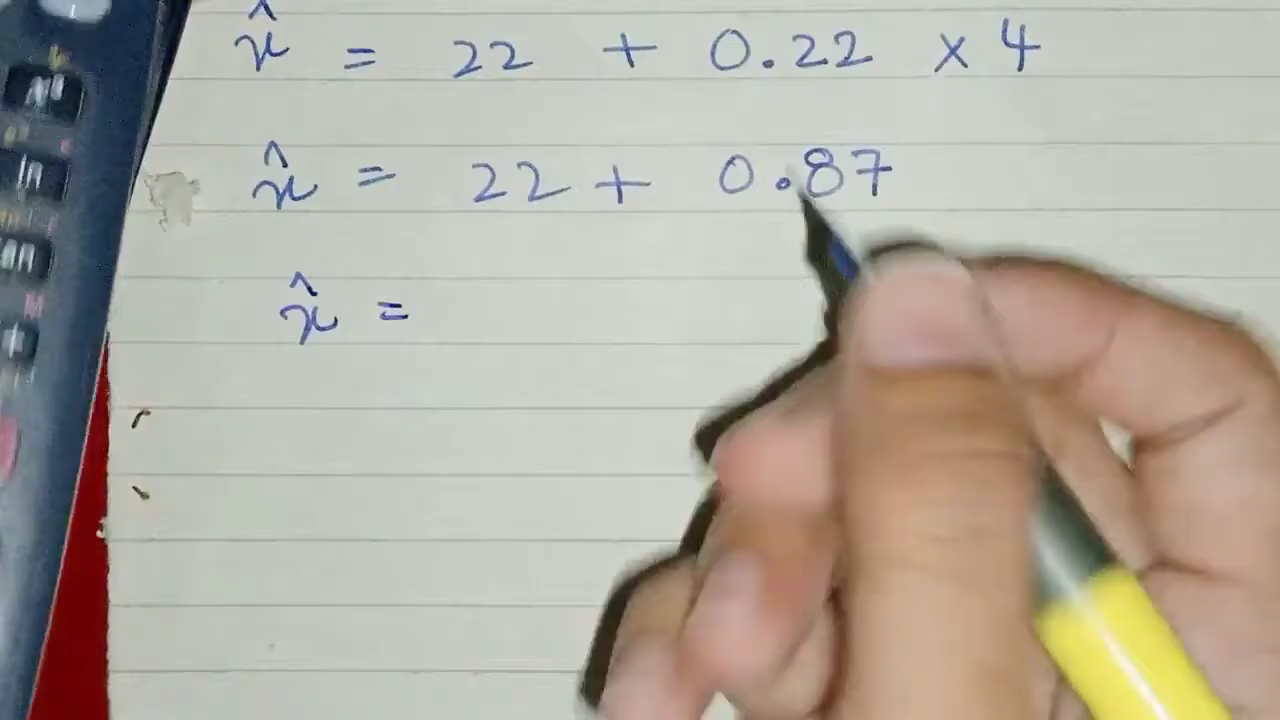 x̂ = 22 + 0.22 × 4
x̂ = 22 + 0.87
x̂ =